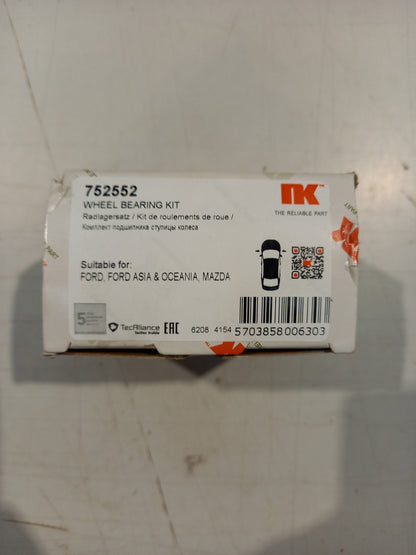 752552
WHEEL BEARING KIT
Radlagersatz / Kit de roulements de roue /
Комплект подшипника ступицы колеса
NK
THE RELIABLE PART
Suitable for:
FORD, FORD ASIA & OCEANIA, MAZDA
5
TecAlliance
EAC
6208 4154
5703858006303